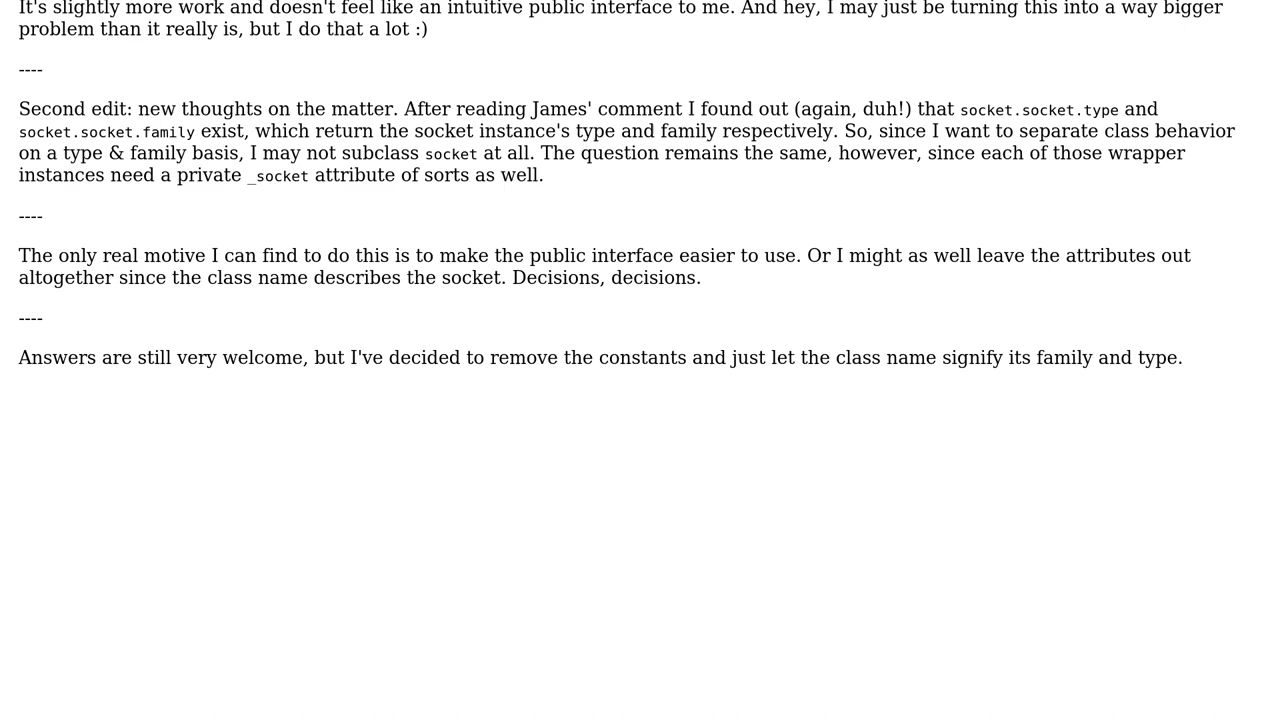 It's slightly more work and doesn't feel like an intuitive public interface to me. And hey, I may just be turning this into a way bigger
problem than it really is, but I do that a lot :)
----
Second edit: new thoughts on the matter. After reading James' comment I found out (again, duh!) that socket.socket.type and
socket.socket.family exist, which return the socket instance's type and family respectively. So, since I want to separate class behavior
on a type & family basis, I may not subclass socket at all. The question remains the same, however, since each of those wrapper
instances need a private _socket attribute of sorts as well.
----
The only real motive I can find to do this is to make the public interface easier to use. Or I might as well leave the attributes out
altogether since the class name describes the socket. Decisions, decisions.
----
Answers are still very welcome, but I've decided to remove the constants and just let the class name signify its family and type.